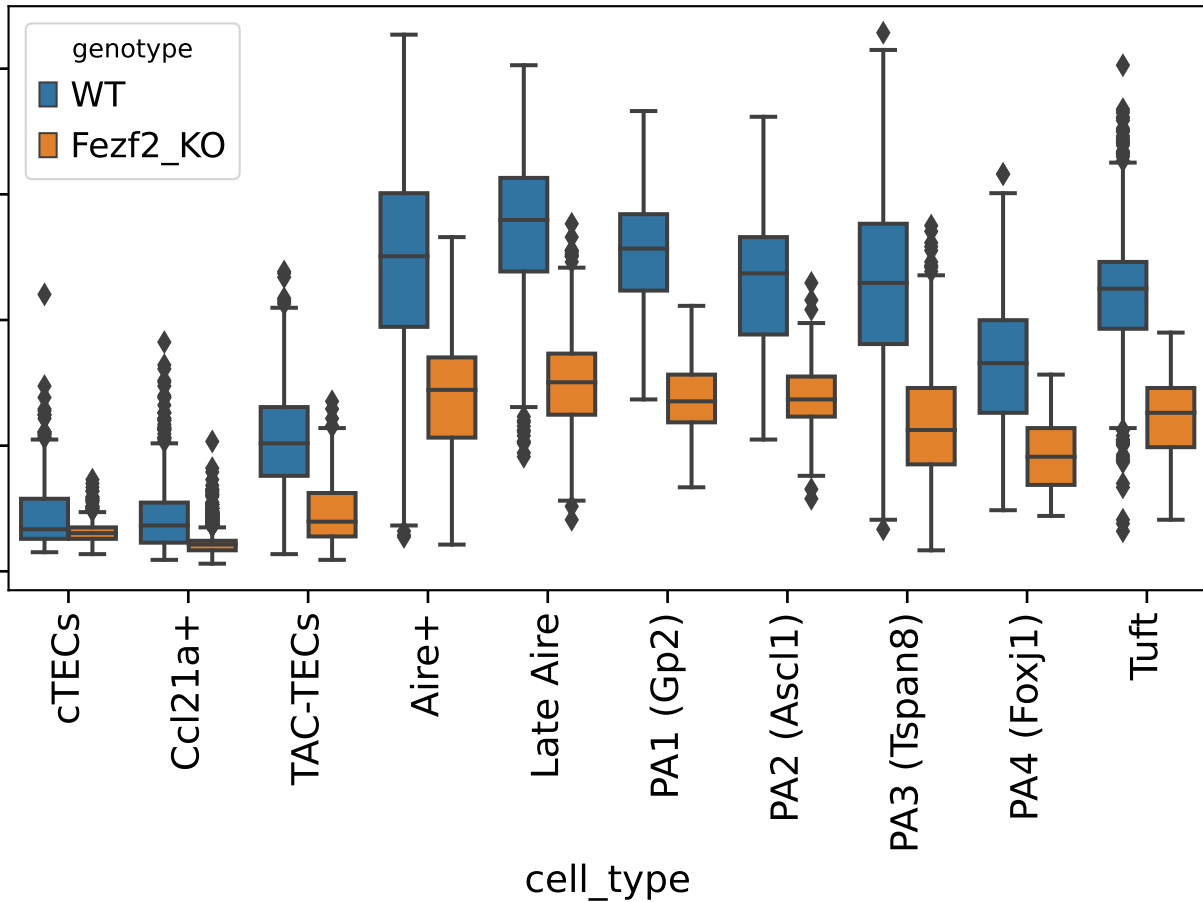 genotype
WT
Fezf2_KO
cTECs
Ccl21a+
TAC-TECs
Aire+
Late Aire
PA1 (Gp2)
PA2 (Ascl1)
PA3 (Tspan8)
PA4 (Foxj1)
Tuft
cell_type